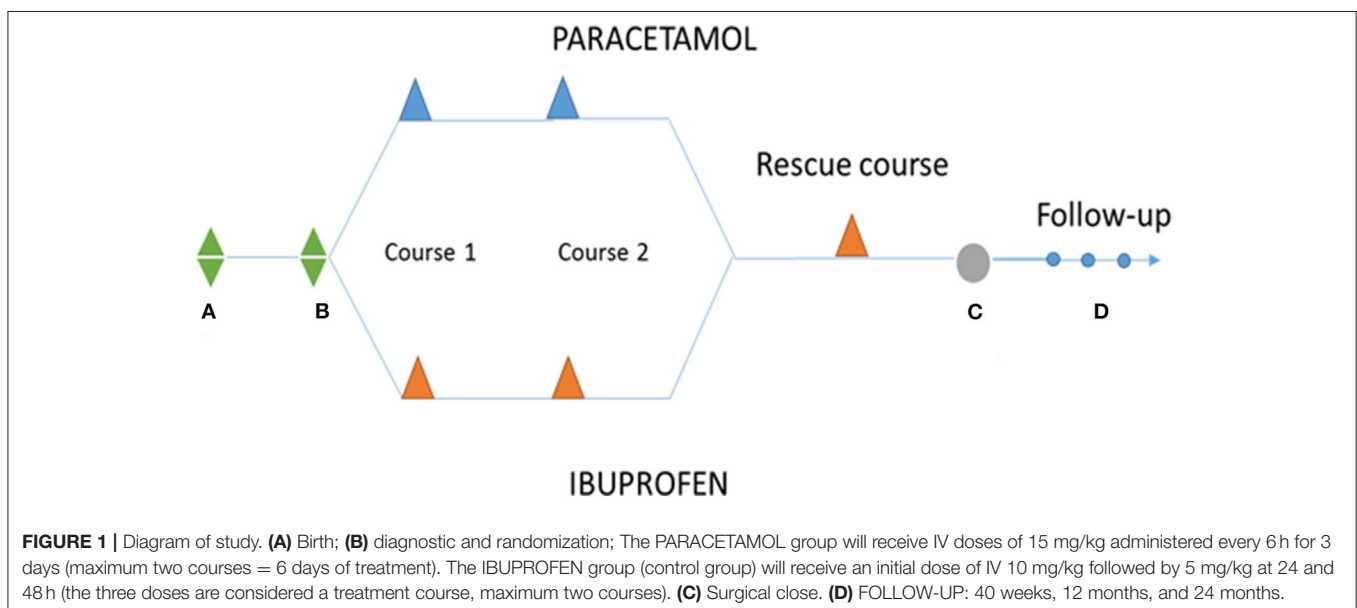 PARACETAMOL
Rescue course
Follow-up
Course 1 Course 2
A B C D
IBUPROFEN
FIGURE 1 | Diagram of study. (A) Birth; (B) diagnostic and randomization; The PARACETAMOL group will receive IV doses of 15 mg/kg administered every 6 h for 3
days (maximum two courses = 6 days of treatment). The IBUPROFEN group (control group) will receive an initial dose of IV 10 mg/kg followed by 5 mg/kg at 24 and
48 h (the three doses are considered a treatment course, maximum two courses). (C) Surgical close. (D) FOLLOW-UP: 40 weeks, 12 months, and 24 months.